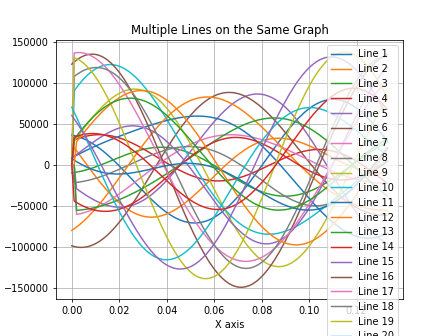 Multiple Lines on the Same Graph
150000
100000
50000
0
−50000
−100000
−150000
0.00
0.02
0.04
0.06
0.08
0.10
X axis
Line 1
Line 2
Line 3
Line 4
Line 5
Line 6
Line 7
Line 8
Line 9
Line 10
Line 11
Line 12
Line 13
Line 14
Line 15
Line 16
Line 17
Line 18
Line 19
Line 20